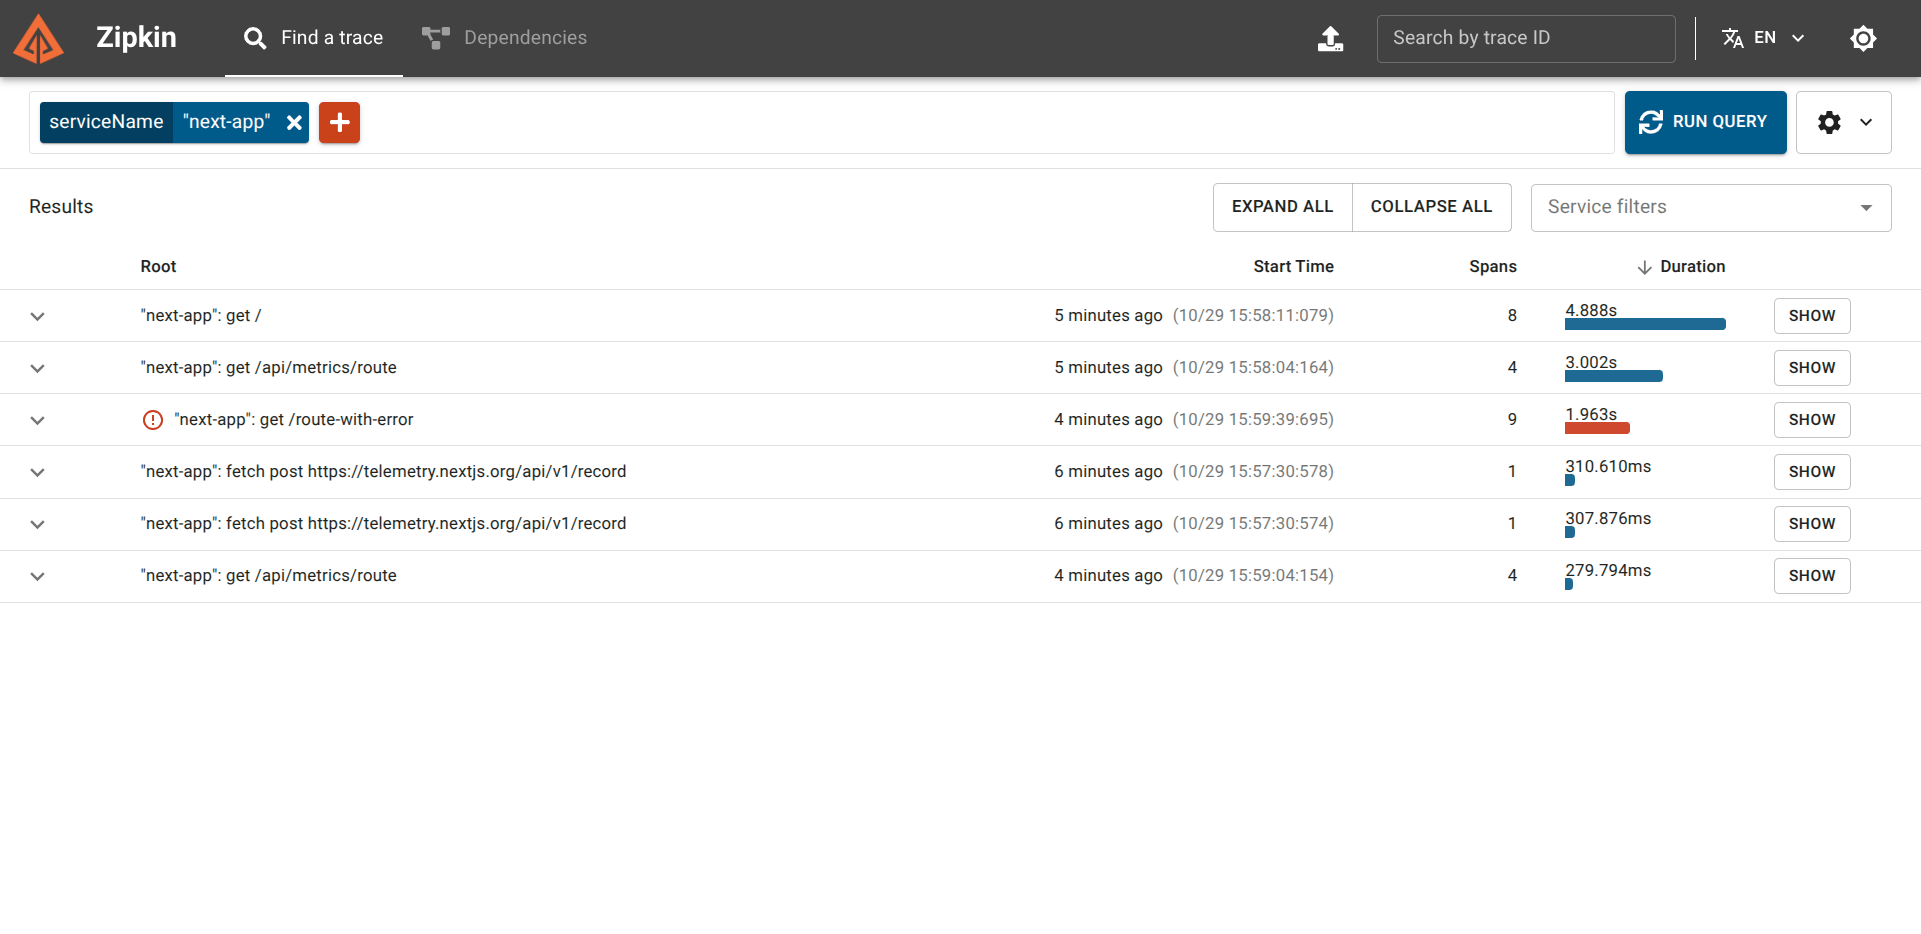 Zipkin Find a trace Dependencies Search by trace ID EN
serviceName "next-app" RUN QUERY
Results EXPAND ALL COLLAPSE ALL Service filters
Root Start Time Spans Duration
"next-app": get / 5 minutes ago (10/29 15:58:11:079) 8 4.888s SHOW
"next-app": get /api/metrics/route 5 minutes ago (10/29 15:58:04:164) 4 3.002s SHOW
"next-app": get /route-with-error 4 minutes ago (10/29 15:59:39:695) 9 1.963s SHOW
"next-app": fetch post https://telemetry.nextjs.org/api/v1/record 6 minutes ago (10/29 15:57:30:578) 1 310.610ms SHOW
"next-app": fetch post https://telemetry.nextjs.org/api/v1/record 6 minutes ago (10/29 15:57:30:574) 1 307.876ms SHOW
"next-app": get /api/metrics/route 4 minutes ago (10/29 15:59:04:154) 4 279.794ms SHOW